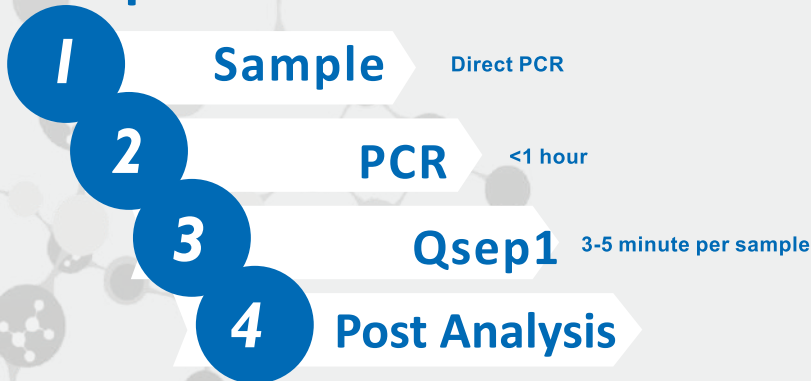 1 Sample Direct PCR
2 PCR <1 hour
3 Qsep1 3-5 minute per sample
4 Post Analysis